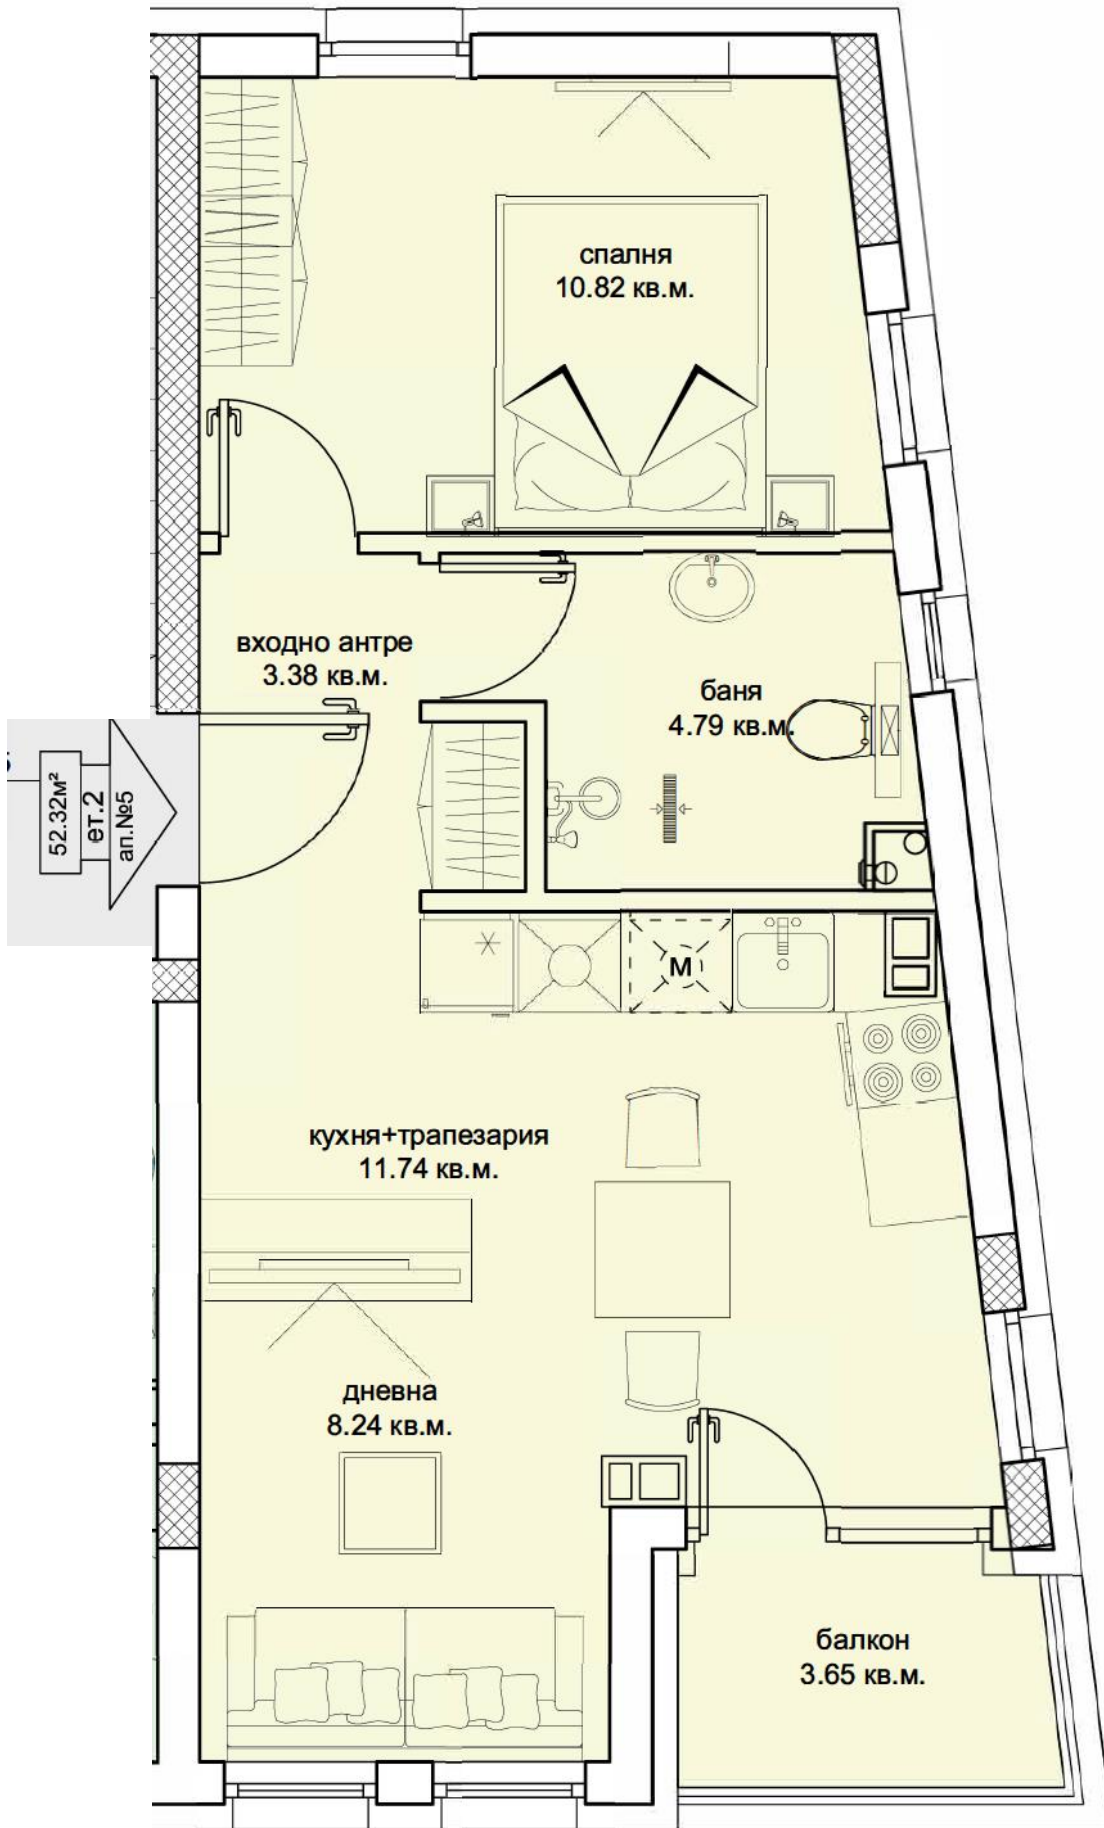 спалня
10.82 кв.м.
входно антре
3.38 кв.м.
баня
4.79 кв.м.
52.32м²
ет.2
ап.№5
М
кухня+трапезария
11.74 кв.м.
дневна
8.24 кв.м.
балкон
3.65 кв.м.